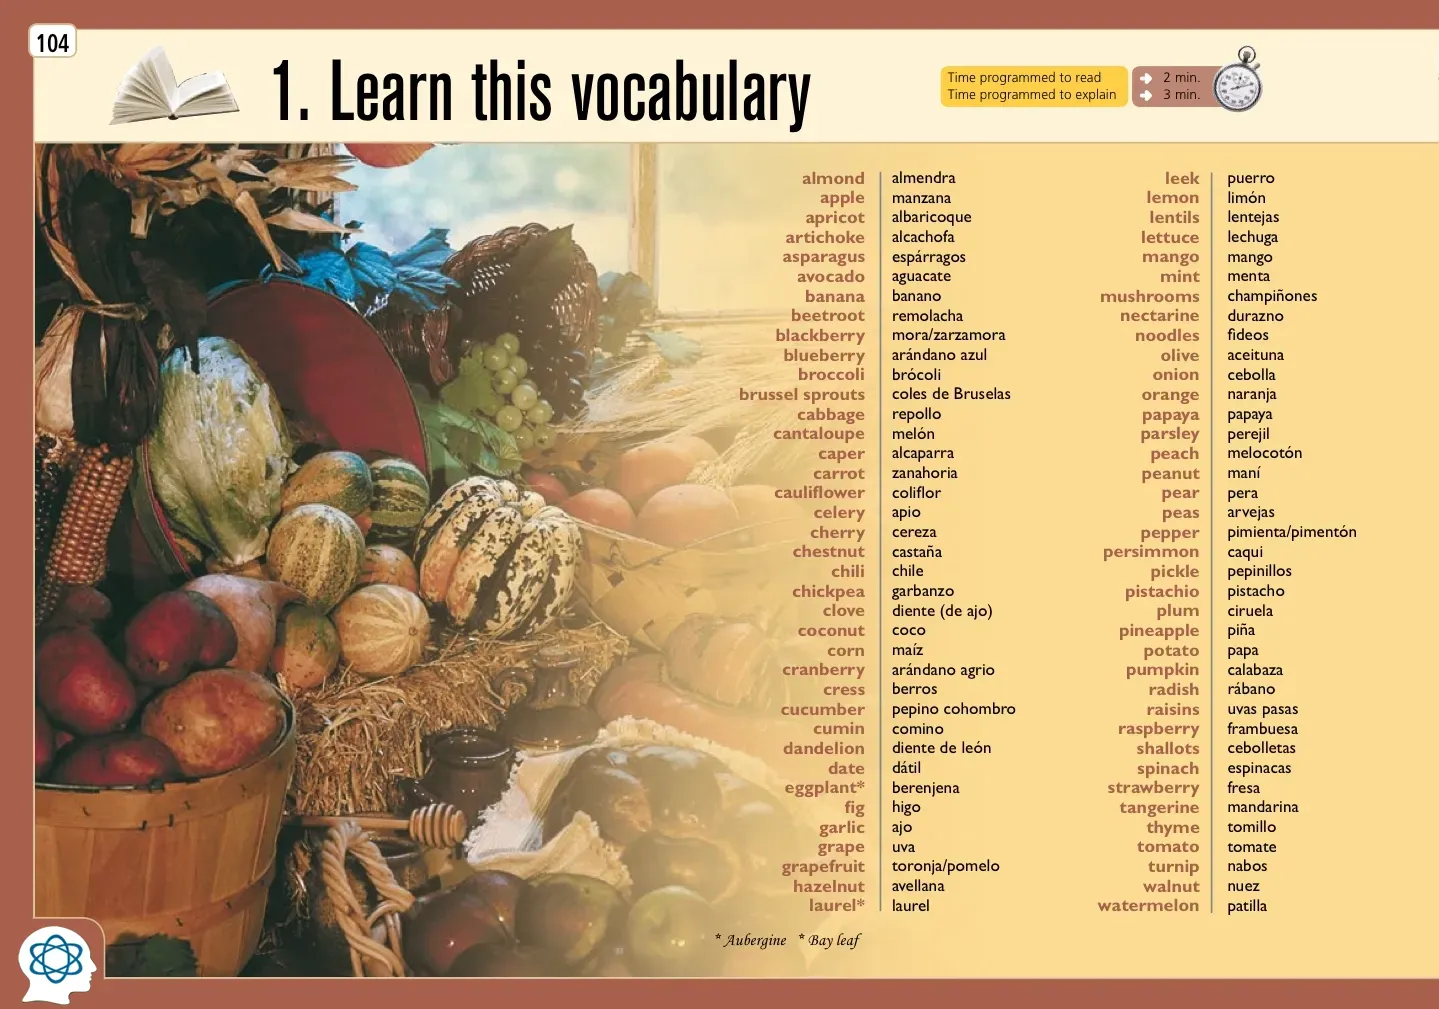 104
1. Learn this vocabulary
Time programmed to read 2 min.
Time programmed to explain 3 min.
almond almendra
apple manzana
apricot albaricoque
artichoke alcachofa
asparagus espárragos
avocado aguacate
banana banano
beetroot remolacha
blackberry mora/zarzamora
blueberry arándano azul
broccoli brócoli
brussel sprouts coles de Bruselas
cabbage repollo
cantaloupe melón
caper alcaparra
carrot zanahoria
cauliflower coliflor
celery apio
cherry cereza
chestnut castaña
chili chile
chickpea garbanzo
clove diente (de ajo)
coconut coco
corn maíz
cranberry arándano agrio
cress berros
cucumber pepino cohombro
cumin comino
dandelion diente de león
date dátil
eggplant* berenjena
fig higo
garlic ajo
grape uva
grapefruit toronja/pomelo
hazelnut avellana
laurel* laurel
leek puerro
lemon limón
lentils lentejas
lettuce lechuga
mango mango
mint menta
mushrooms champiñones
nectarine durazno
noodles fideos
olive aceituna
onion cebolla
orange naranja
papaya papaya
parsley perejil
peach melocotón
peanut maní
pear pera
peas arvejas
pepper pimienta/pimentón
persimmon caqui
pickle pepinillos
pistachio pistacho
plum ciruela
pineapple piña
potato papa
pumpkin calabaza
radish rábano
raisins uvas pasas
raspberry frambuesa
shallots cebolletas
spinach espinacas
strawberry fresa
tangerine mandarina
thyme tomillo
tomato tomate
turnip nabos
walnut nuez
watermelon patilla
* Aubergine * Bay leaf